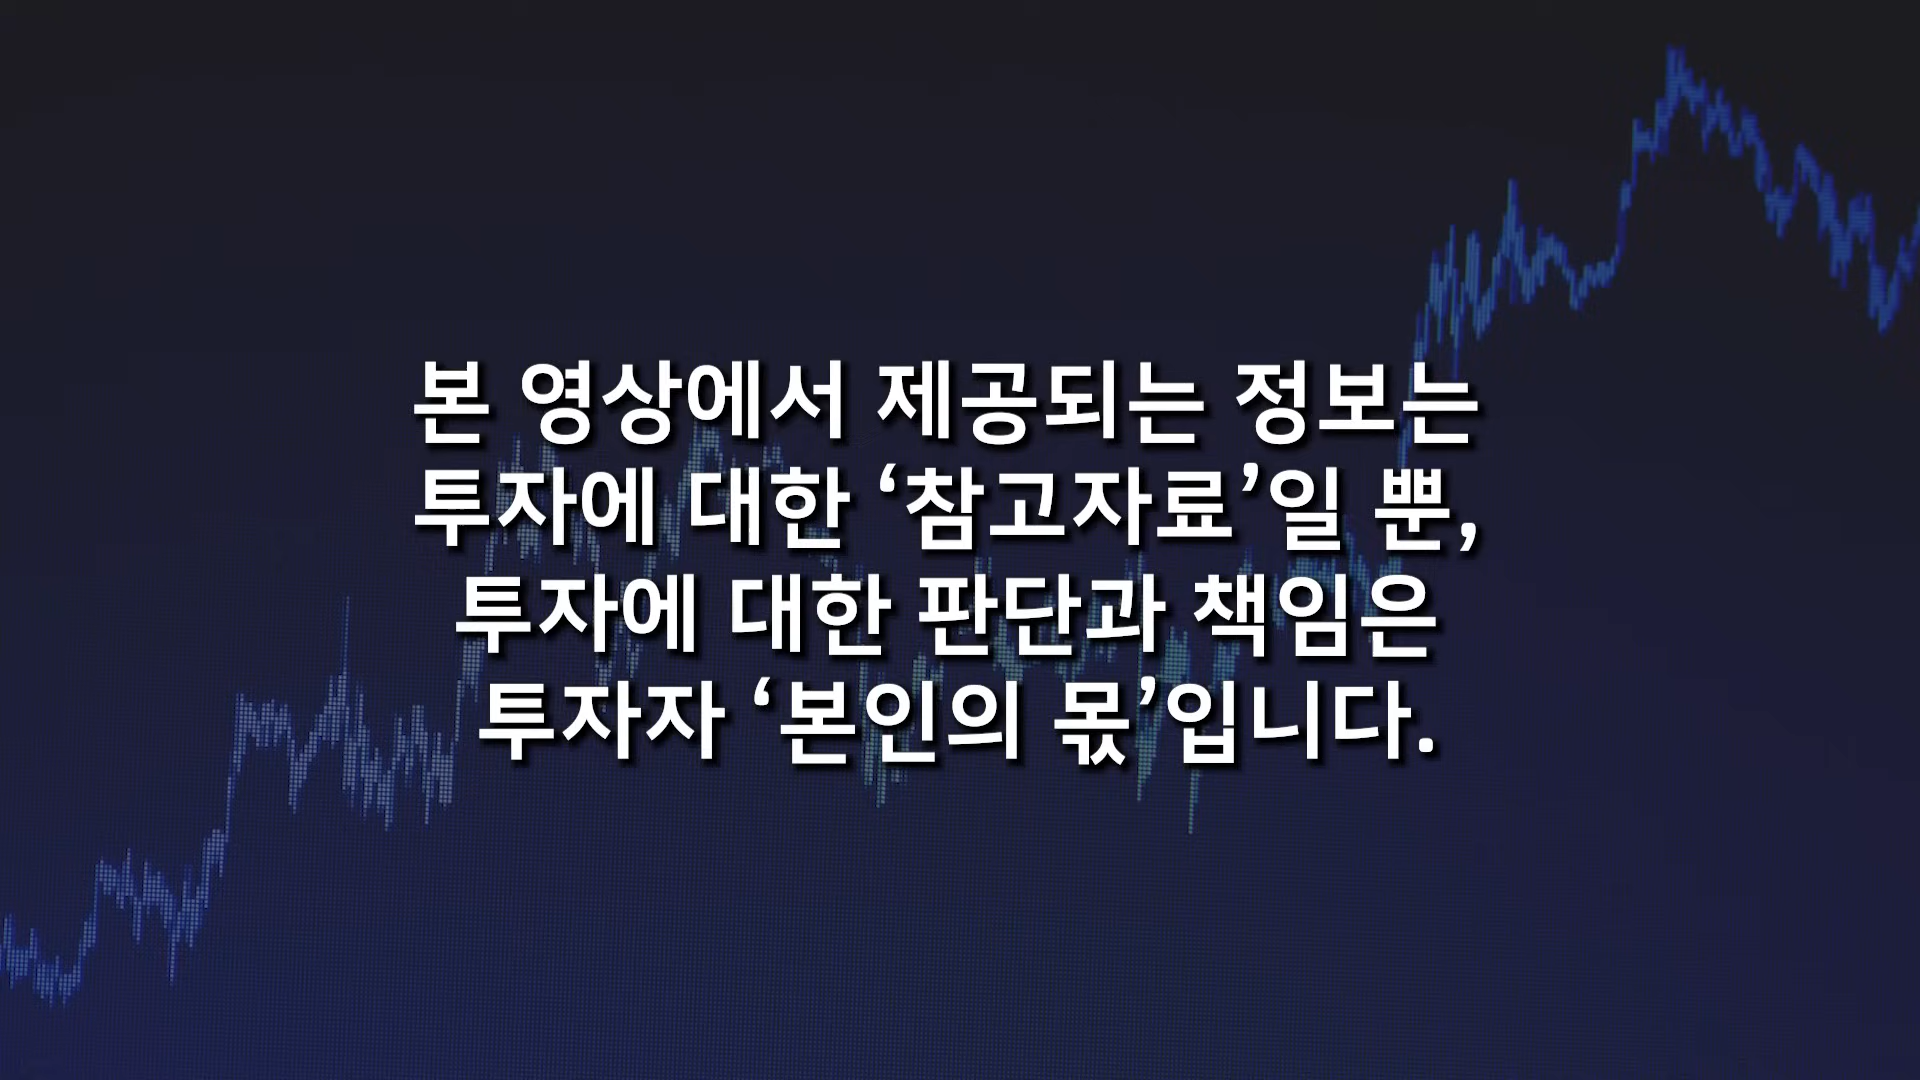 본 영상에서 제공되는 정보는
투자에 대한 ‘참고자료’일 뿐,
투자에 대한 판단과 책임은
투자자 ‘본인의 몫’입니다.